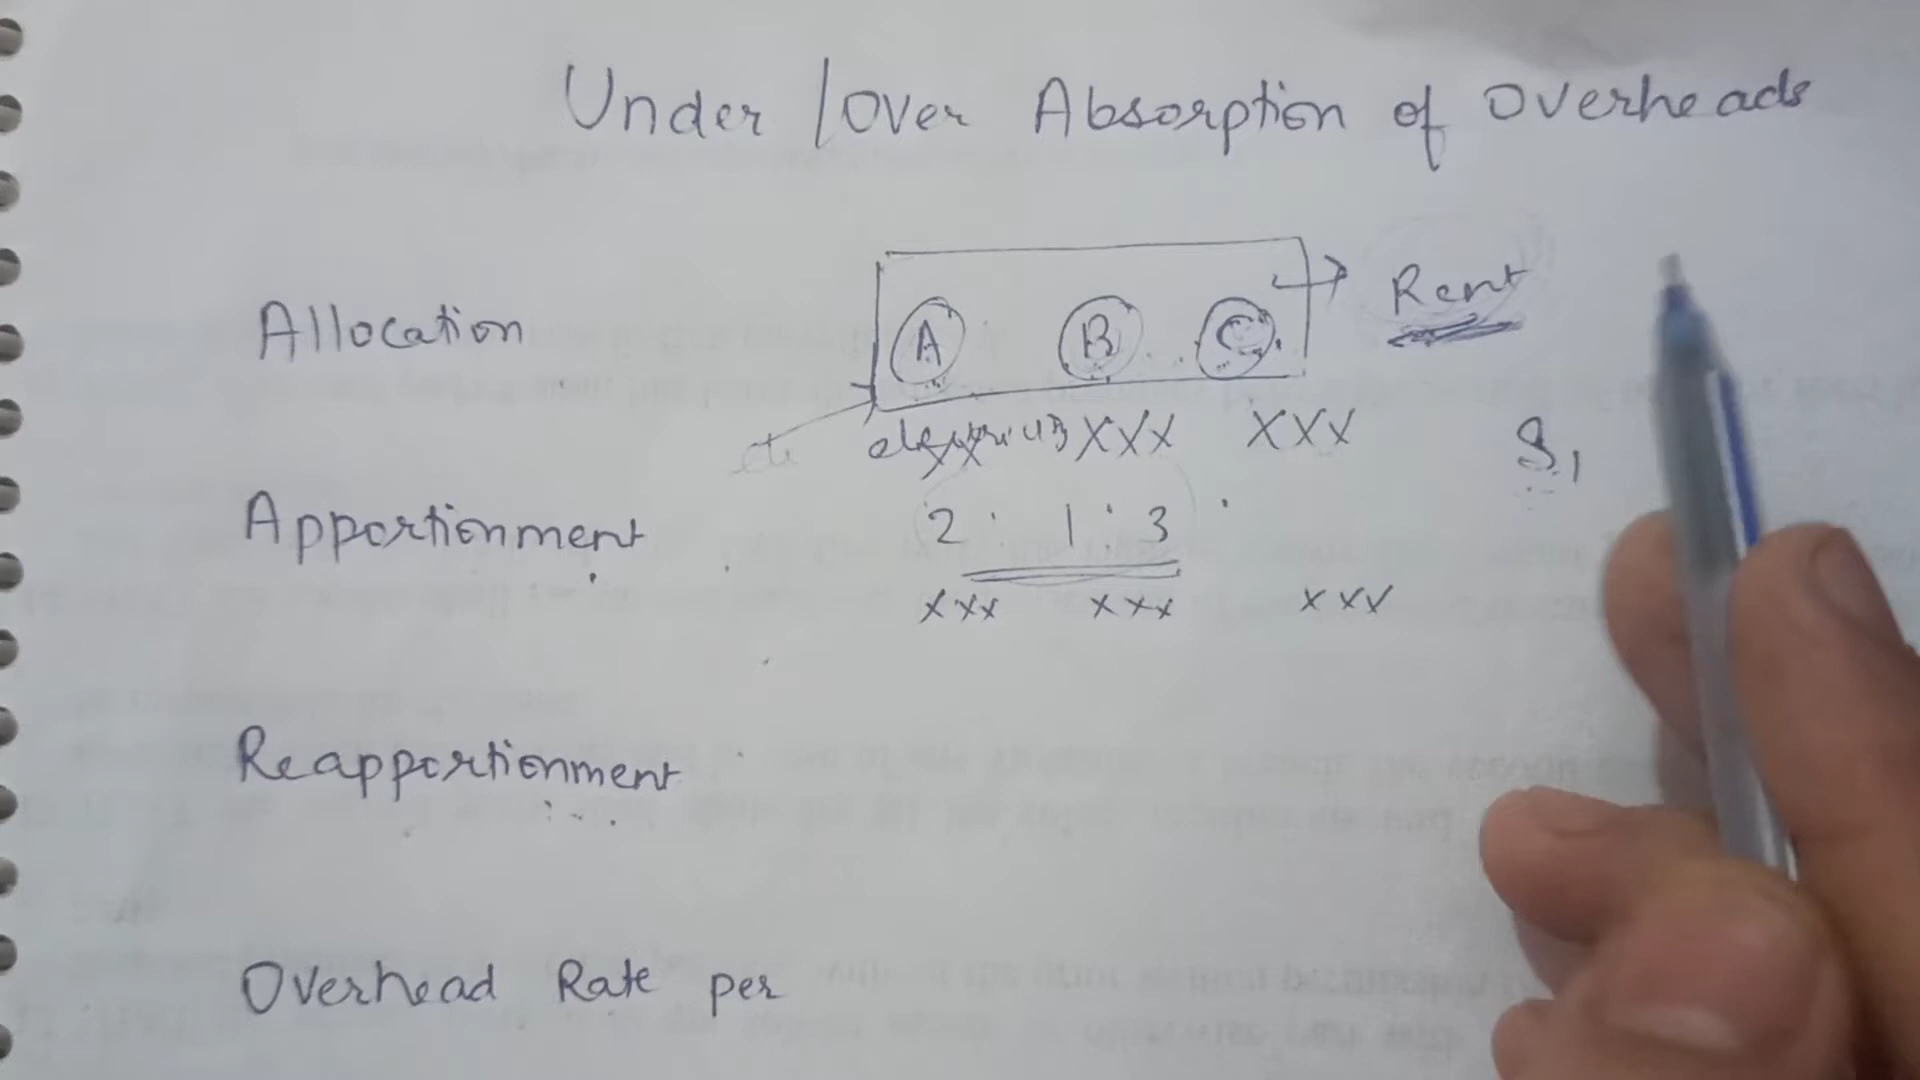 Under / Over Absorption of Overheads
Rent
Allocation A B C
electricity XXX XXX
S1
Apportionment 2 : 1 : 3
XXX XXX XXX
Reapportionment
Overhead Rate per